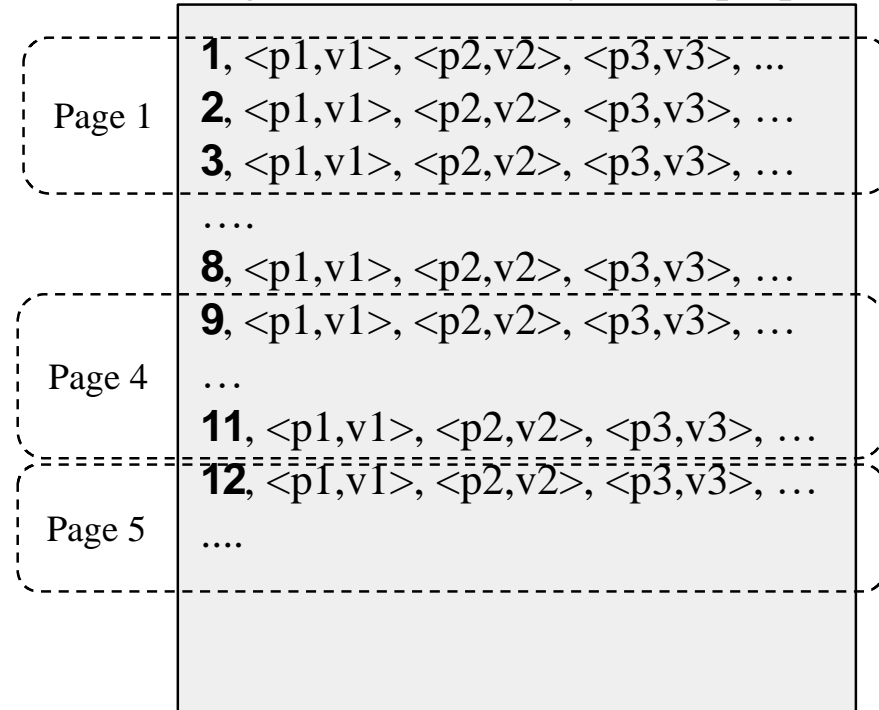 1, <p1,v1>, <p2,v2>, <p3,v3>, ...
Page 1
2, <p1,v1>, <p2,v2>, <p3,v3>, …
3, <p1,v1>, <p2,v2>, <p3,v3>, …
….
8, <p1,v1>, <p2,v2>, <p3,v3>, …
9, <p1,v1>, <p2,v2>, <p3,v3>, …
Page 4
…
11, <p1,v1>, <p2,v2>, <p3,v3>, …
12, <p1,v1>, <p2,v2>, <p3,v3>, …
Page 5
....